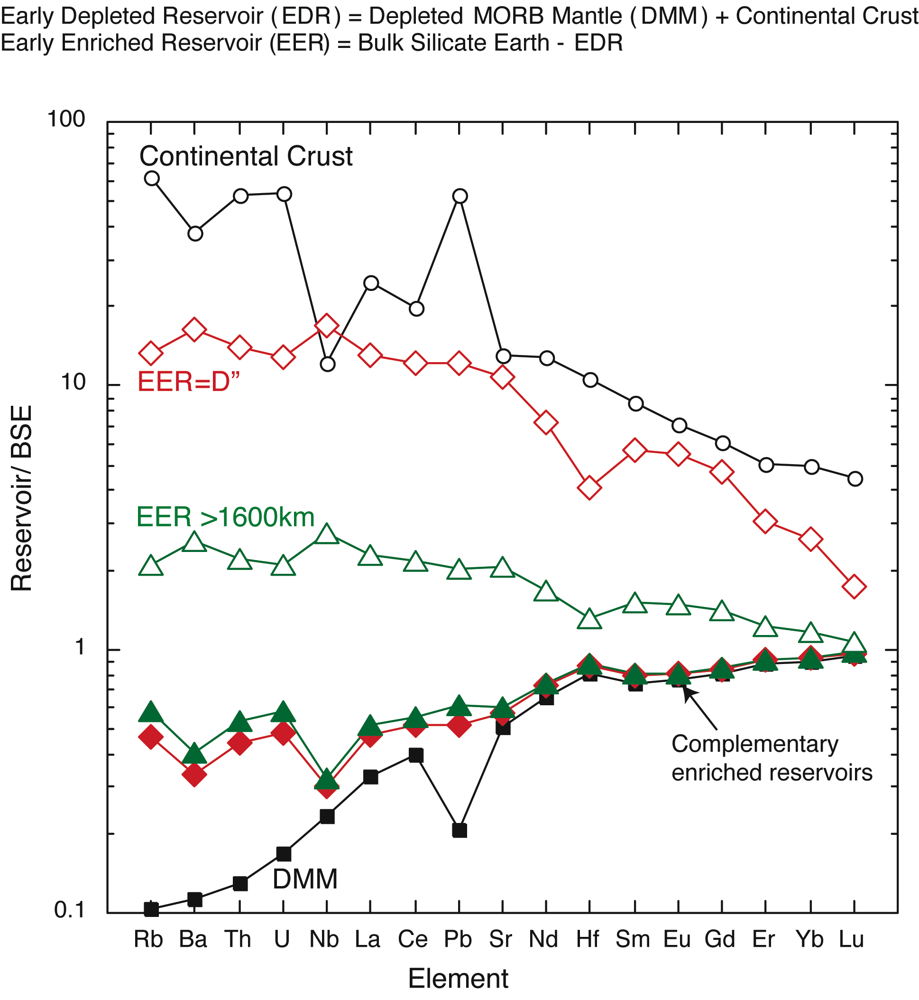 Early Depleted Reservoir (EDR) = Depleted MORB Mantle (DMM) + Continental Crust
Early Enriched Reservoir (EER) = Bulk Silicate Earth - EDR
100
Continental Crust
EER=D”
10
Reservoir/ BSE
EER >1600km
1
Complementary
enriched reservoirs
DMM
0.1
Rb Ba Th U Nb La Ce Pb Sr Nd Hf Sm Eu Gd Er Yb Lu
Element